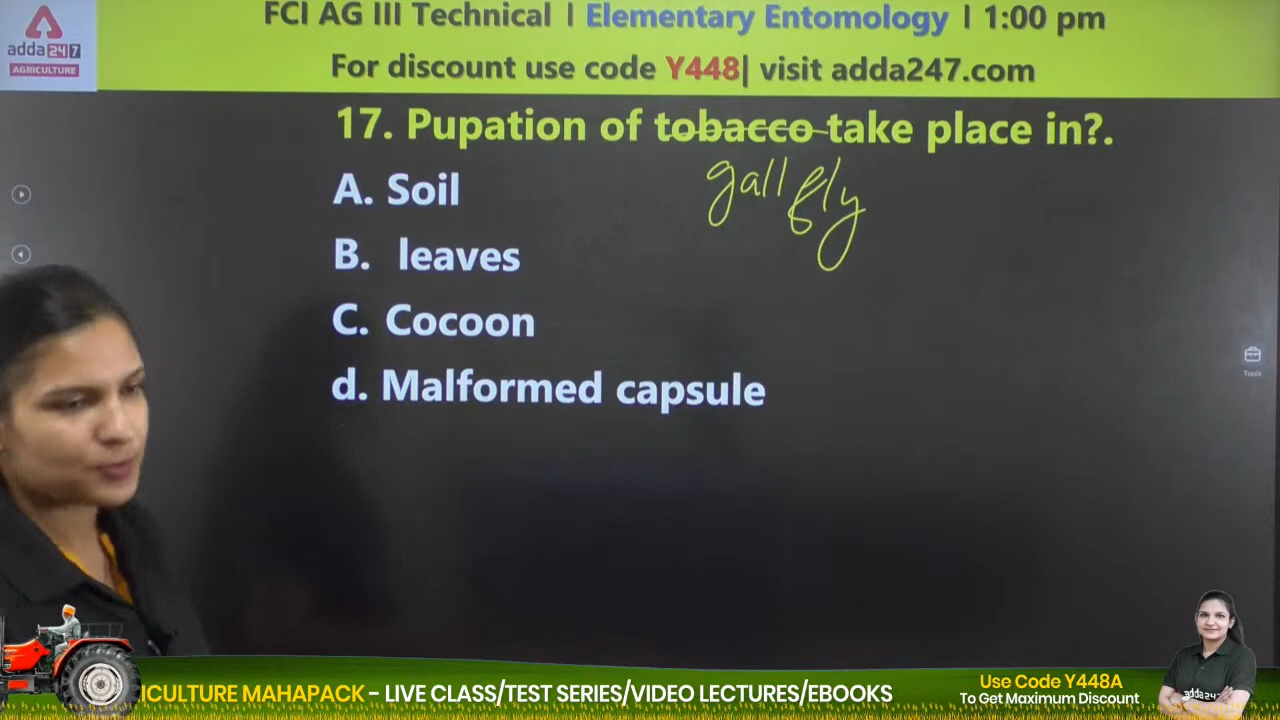 FCI AG III Technical I Elementary Entomology I 1:00 pm
adda247
AGRICULTURE
For discount use code Y448| visit adda247.com
17. Pupation of tobacco take place in?.
gall fly
A. Soil
B. leaves
C. Cocoon
d. Malformed capsule
Tools
ICULTURE MAHAPACK – LIVE CLASS/TEST SERIES/VIDEO LECTURES/EBOOKS
Use Code Y448A
To Get Maximum Discount
adda247